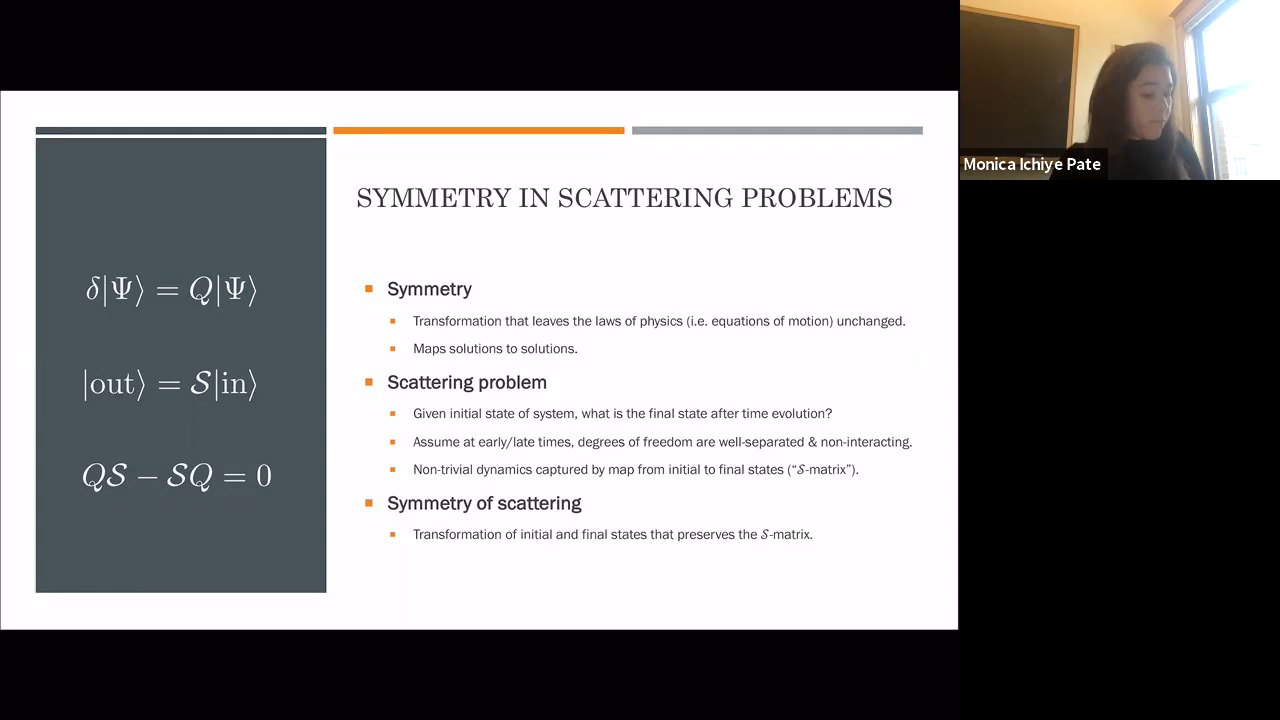 SYMMETRY IN SCATTERING PROBLEMS
δ|Ψ⟩ = Q|Ψ⟩
|out⟩ = 𝒮|in⟩
Q𝒮 − 𝒮Q = 0
▪ Symmetry
▪ Transformation that leaves the laws of physics (i.e. equations of motion) unchanged.
▪ Maps solutions to solutions.
▪ Scattering problem
▪ Given initial state of system, what is the final state after time evolution?
▪ Assume at early/late times, degrees of freedom are well-separated & non-interacting.
▪ Non-trivial dynamics captured by map from initial to final states (“𝒮-matrix”).
▪ Symmetry of scattering
▪ Transformation of initial and final states that preserves the 𝒮-matrix.
Monica Ichiye Pate